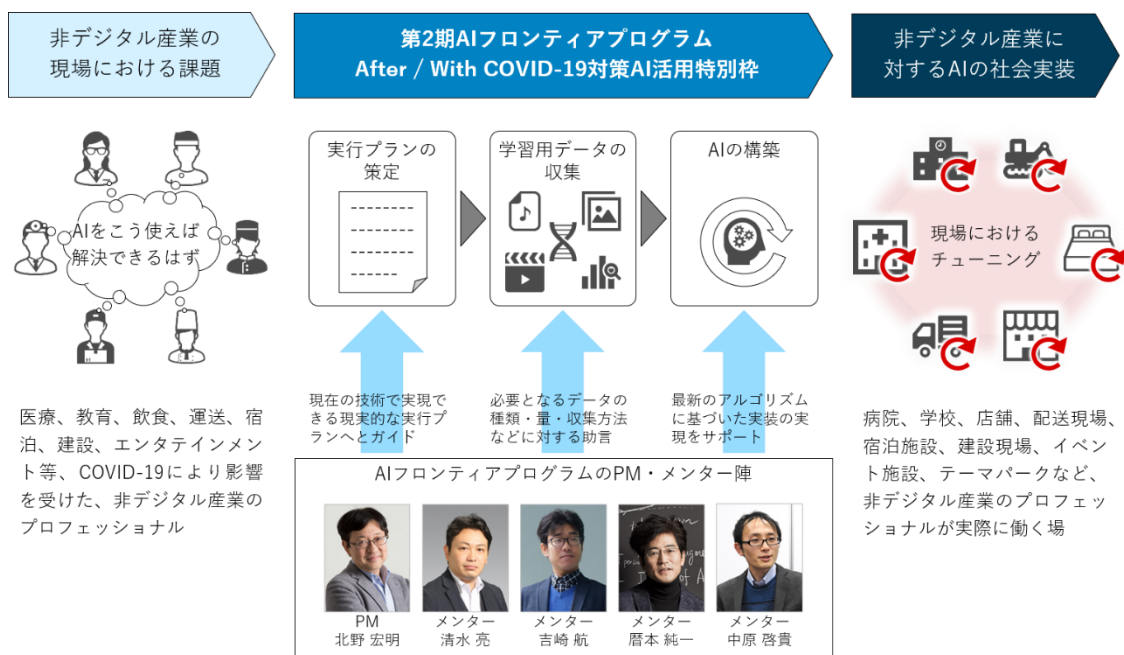 非デジタル産業の
現場における課題
第2期AIフロンティアプログラム
After / With COVID-19対策AI活用特別枠
非デジタル産業に
対するAIの社会実装
AIをこう使えば
解決できるはず
実行プランの
策定
学習用データの
収集
AIの構築
現場における
チューニング
医療、教育、飲食、運送、宿
泊、建設、エンタテインメン
ト等、COVID-19により影響
を受けた、非デジタル産業の
プロフェッショナル
現在の技術で実現で
きる現実的な実行プ
ランへとガイド
必要となるデータの
種類・量・収集方法
などに対する助言
最新のアルゴリズム
に基づいた実装の実
現をサポート
AIフロンティアプログラムのPM・メンター陣
PM
北野 宏明
メンター
清水 亮
メンター
吉崎 航
メンター
暦本 純一
メンター
中原 啓貴
病院、学校、店舗、配送現場、
宿泊施設、建設現場、イベン
ト施設、テーマパークなど、
非デジタル産業のプロフェッ
ショナルが実際に働く場